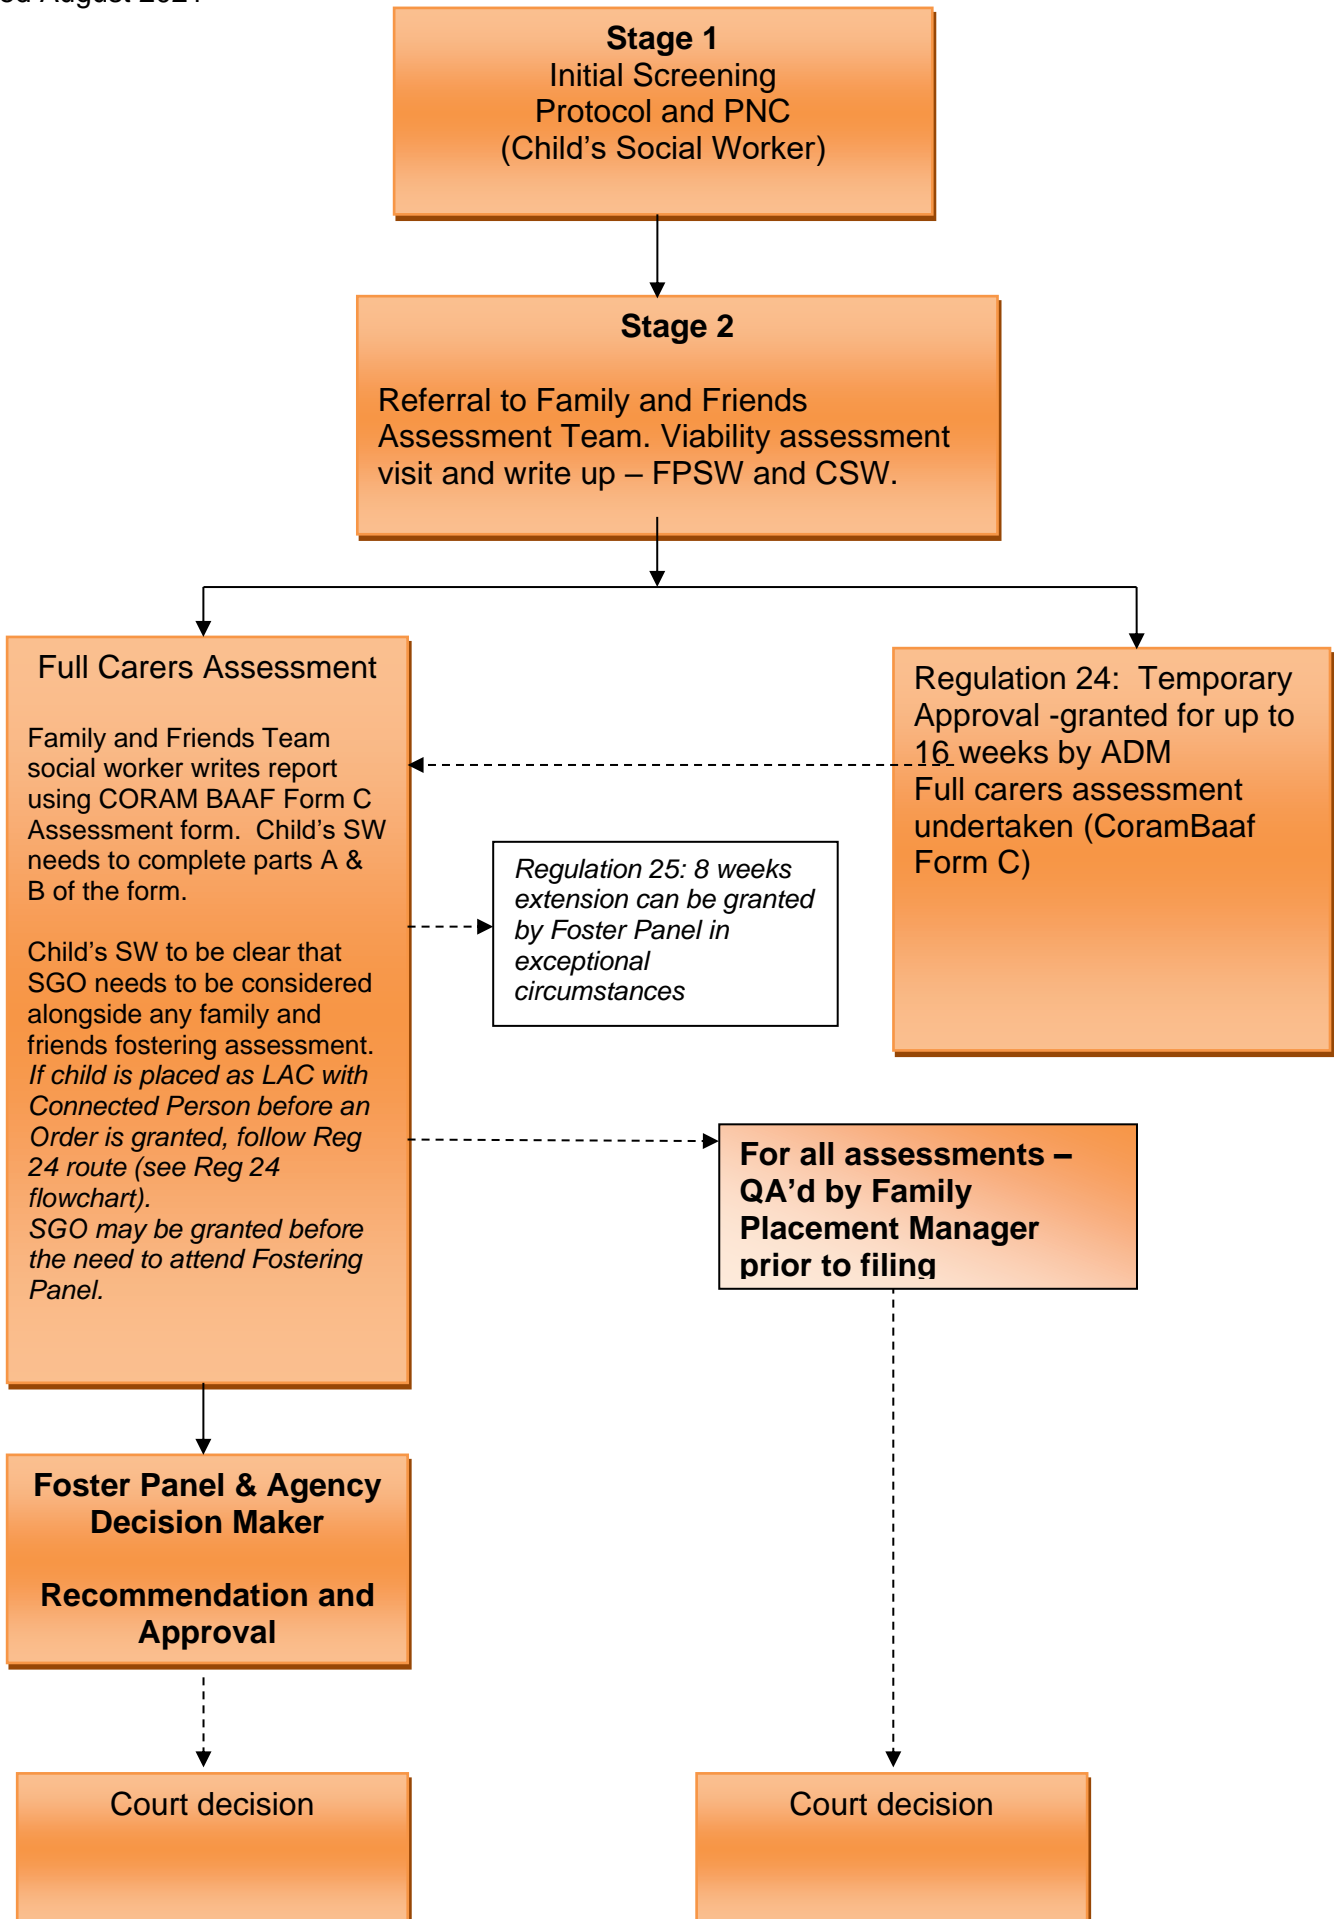 August 2021
Stage 1
Initial Screening
Protocol and PNC
(Child's Social Worker)
Stage 2
Referral to Family and Friends
Assessment Team. Viability assessment
visit and write up – FPSW and CSW.
Full Carers Assessment
Family and Friends Team
social worker writes report
using CORAM BAAF Form C
Assessment form.  Child's SW
needs to complete parts A &
B of the form.
Child's SW to be clear that
SGO needs to be considered
alongside any family and
friends fostering assessment.
If child is placed as LAC with
Connected Person before an
Order is granted, follow Reg
24 route (see Reg 24
flowchart).
SGO may be granted before
the need to attend Fostering
Panel.
Regulation 24:  Temporary
Approval -granted for up to
16 weeks by ADM
Full carers assessment
undertaken (CoramBaaf
Form C)
Regulation 25: 8 weeks
extension can be granted
by Foster Panel in
exceptional
circumstances
For all assessments –
QA'd by Family
Placement Manager
prior to filing
Foster Panel & Agency
Decision Maker
Recommendation and
Approval
Court decision
Court decision